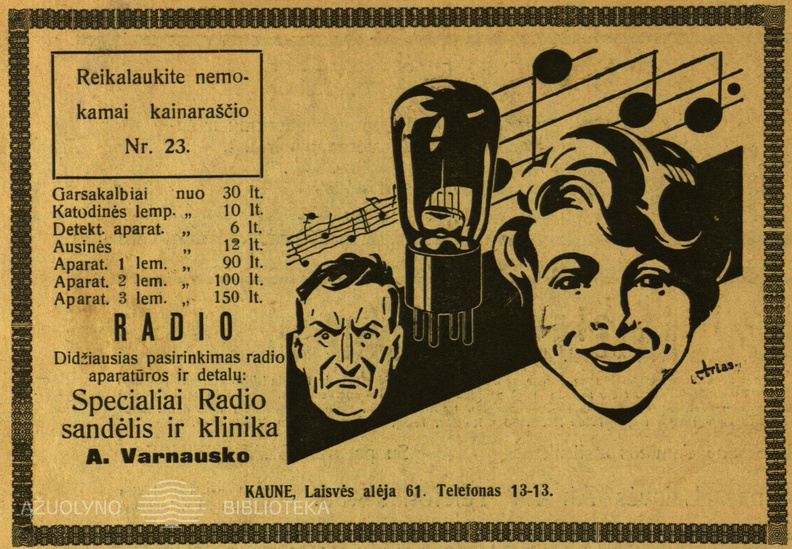 Reikalaukite nemo-
kamai kainaraščio
Nr. 23.
Garsakalbiai nuo 30 lt.
Katodinės lemp. „ 10 lt.
Detekt. aparat. „ 6 lt.
Ausinės „ 12 lt.
Aparat. 1 lem. „ 90 lt.
Aparat. 2 lem. „ 100 lt.
Aparat. 3 lem. „ 150 lt.
RADIO
Didžiausias pasirinkimas radio
aparatūros ir detalų:
Specialiai Radio
sandėlis ir klinika
A. Varnausko
Arias.
KAUNE, Laisvės alėja 61. Telefonas 13-13.
AŽUOLYNO BIBLIOTEKA